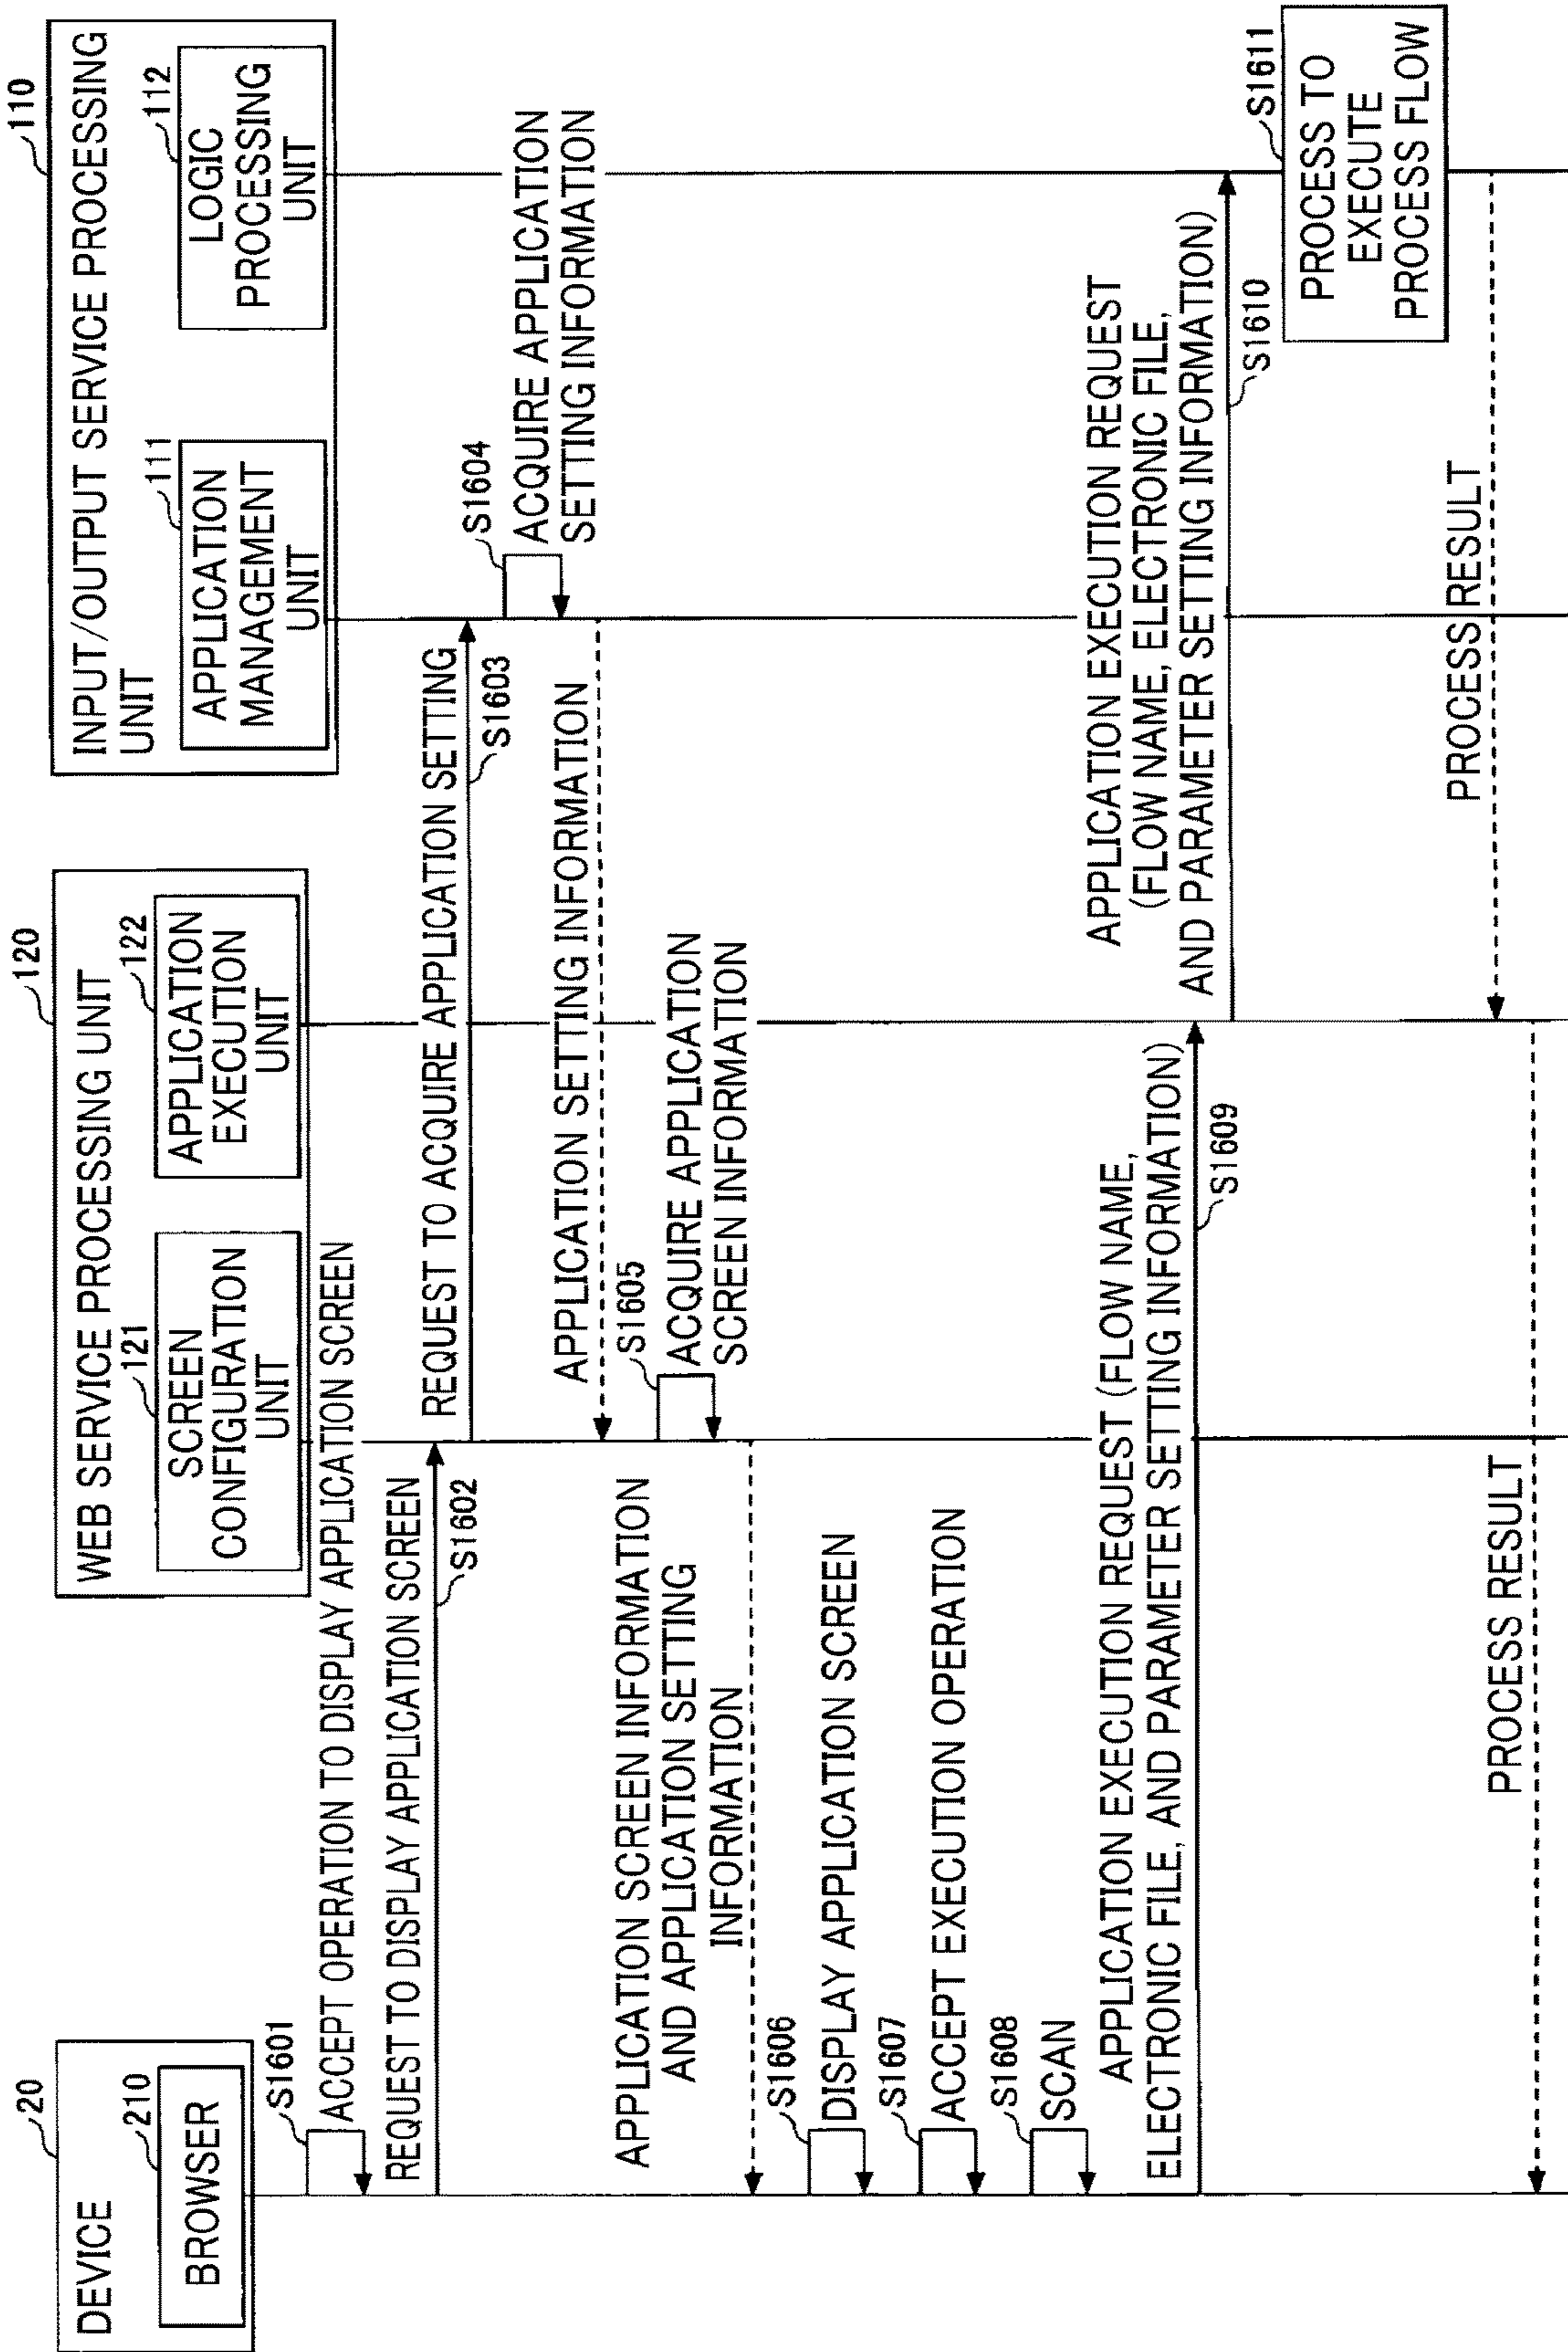 DEVICE
20
BROWSER
210
WEB SERVICE PROCESSING UNIT
120
SCREEN
CONFIGURATION
UNIT
121
APPLICATION
EXECUTION
UNIT
122
INPUT/OUTPUT SERVICE PROCESSING
UNIT
110
APPLICATION
MANAGEMENT
UNIT
111
LOGIC
PROCESSING
UNIT
112
S1601
ACCEPT OPERATION TO DISPLAY APPLICATION SCREEN
REQUEST TO DISPLAY APPLICATION SCREEN
S1602
REQUEST TO ACQUIRE APPLICATION SETTING
S1603
S1604
ACQUIRE APPLICATION
SETTING INFORMATION
APPLICATION SETTING INFORMATION
S1605
ACQUIRE APPLICATION
SCREEN INFORMATION
APPLICATION SCREEN INFORMATION
AND APPLICATION SETTING
INFORMATION
S1606
DISPLAY APPLICATION SCREEN
S1607
ACCEPT EXECUTION OPERATION
S1608
SCAN
APPLICATION EXECUTION REQUEST (FLOW NAME,
ELECTRONIC FILE, AND PARAMETER SETTING INFORMATION)
S1609
APPLICATION EXECUTION REQUEST
(FLOW NAME, ELECTRONIC FILE,
AND PARAMETER SETTING INFORMATION)
S1610
S1611
PROCESS TO
EXECUTE
PROCESS FLOW
PROCESS RESULT
PROCESS RESULT